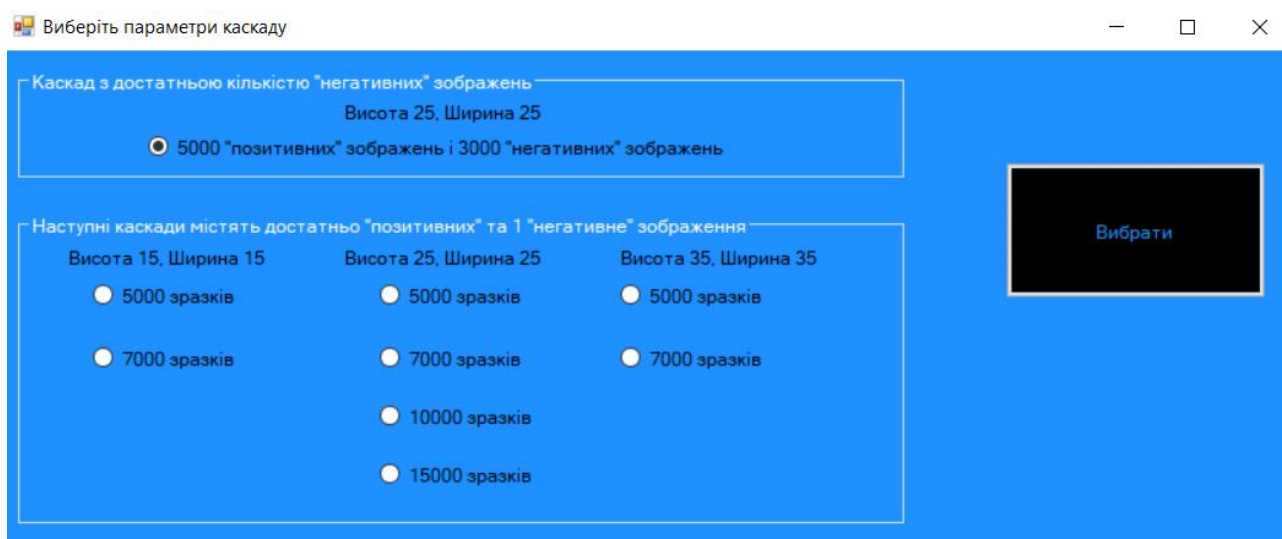 Виберіть параметри каскаду
Каскад з достатньою кількістю "негативних" зображень
Висота 25, Ширина 25
5000 "позитивних" зображень і 3000 "негативних" зображень
Вибрати
Наступні каскади містять достатньо "позитивних" та 1 "негативне" зображення
Висота 15, Ширина 15 Висота 25, Ширина 25 Висота 35, Ширина 35
5000 зразків 5000 зразків 5000 зразків
7000 зразків 7000 зразків 7000 зразків
10000 зразків
15000 зразків